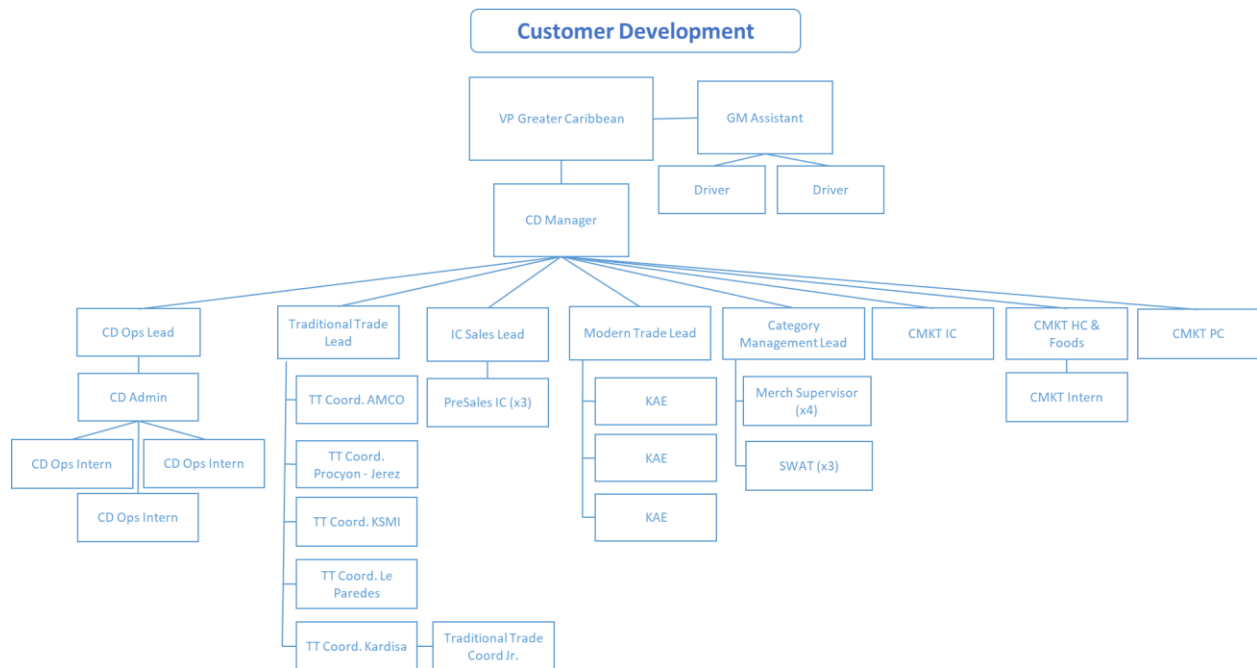 Customer Development
VP Greater Caribbean
GM Assistant
Driver
Driver
CD Manager
CD Ops Lead
Traditional Trade
Lead
IC Sales Lead
Modern Trade Lead
Category
Management Lead
CMKT IC
CMKT HC &
Foods
CMKT PC
CD Admin
TT Coord. AMCO
PreSales IC (x3)
KAE
Merch Supervisor
(x4)
CMKT Intern
CD Ops Intern
CD Ops Intern
TT Coord.
Procyon - Jerez
KAE
SWAT (x3)
CD Ops Intern
TT Coord. KSMI
KAE
TT Coord. Le
Paredes
TT Coord. Kardisa
Traditional Trade
Coord Jr.